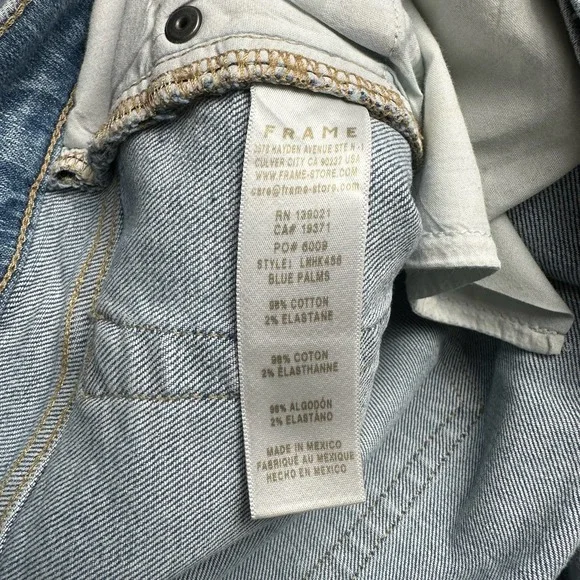 FRAME
3075 HAYDEN AVENUE STE N-1
CULVER CITY CA 90232 USA
WWW.FRAME-STORE.COM
care@frame-store.com
RN 139021
CA# 19371
PO# 6009
STYLE: LMHK456
BLUE PALMS
98% COTTON
2% ELASTANE
98% COTON
2% ÉLASTHANNE
98% ALGODÓN
2% ELASTANO
MADE IN MEXICO
FABRIQUÉ AU MEXIQUE
HECHO EN MEXICO